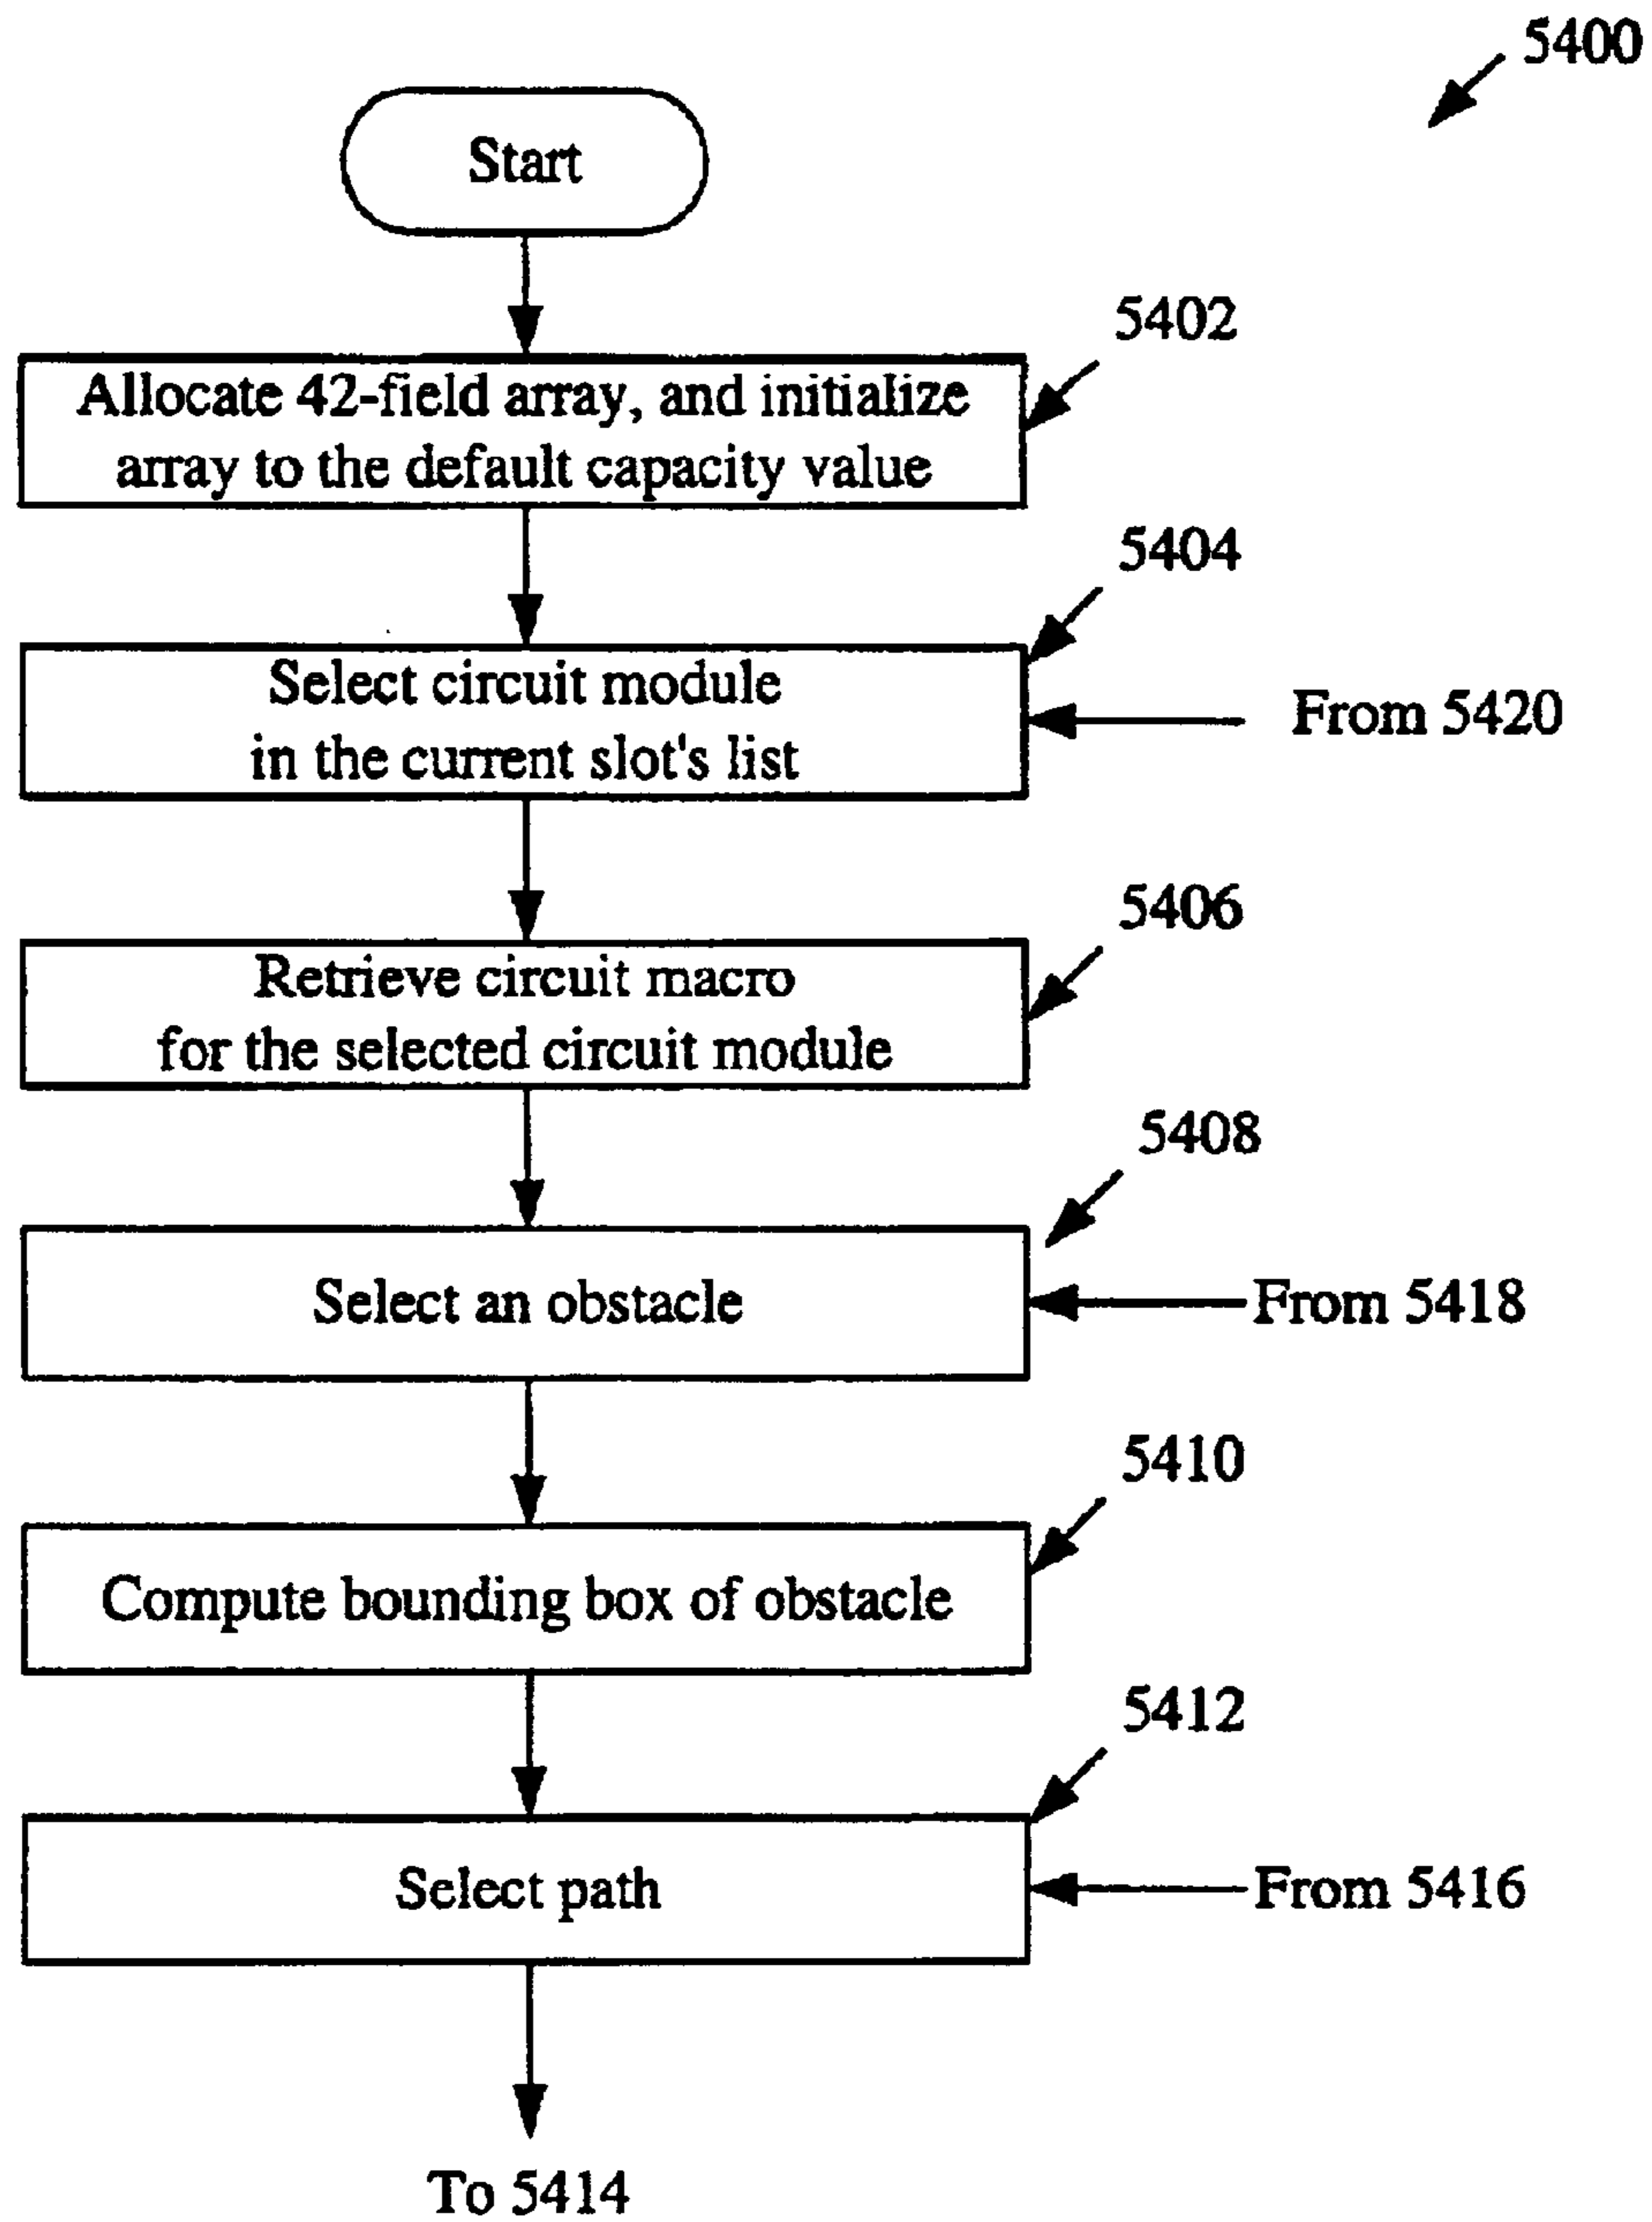 5400
Start
5402
Allocate 42-field array, and initialize
array to the default capacity value
5404
Select circuit module
in the current slot's list
From 5420
5406
Retrieve circuit macro
for the selected circuit module
5408
Select an obstacle
From 5418
5410
Compute bounding box of obstacle
5412
Select path
From 5416
To 5414